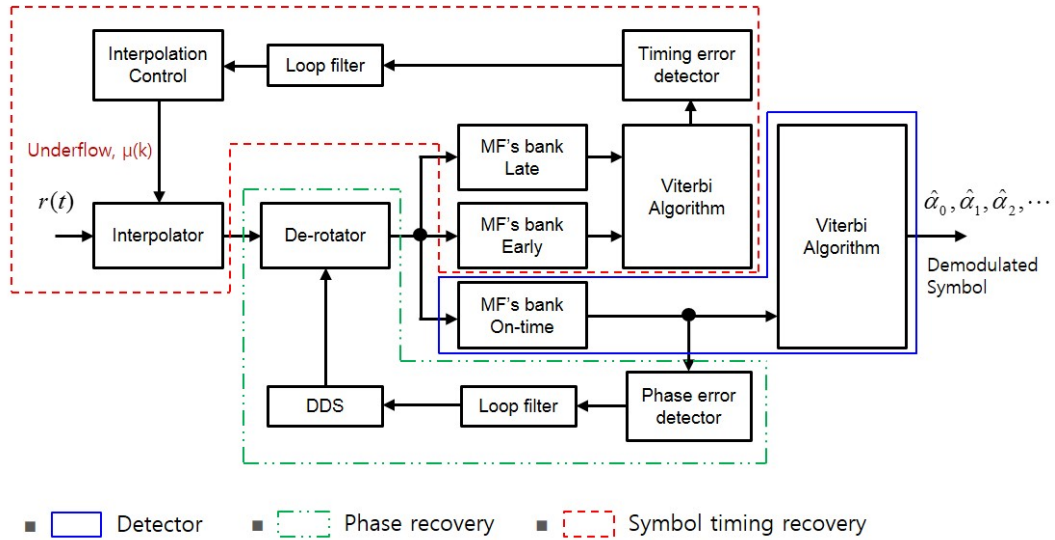 Interpolation
Control
Loop filter
Timing error
detector
Underflow, μ(k)
MF's bank
Late
Viterbi
Algorithm
Viterbi
Algorithm
r(t)
Interpolator
De-rotator
MF's bank
Early
α̂₀, α̂₁, α̂₂, ⋯
Demodulated
Symbol
MF's bank
On-time
DDS
Loop filter
Phase error
detector
Detector
Phase recovery
Symbol timing recovery